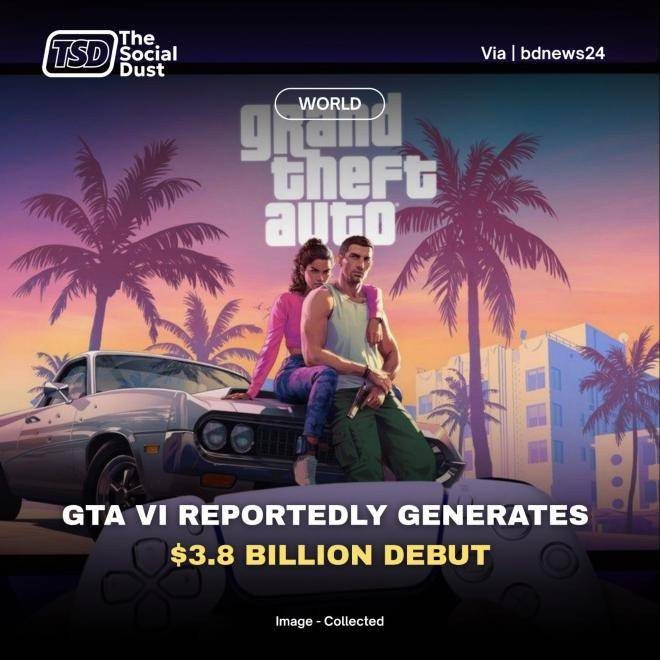 TSD
The
Social
Dust
Via | bdnews24
WORLD
grand
theft
auto
GTA VI REPORTEDLY GENERATES
$3.8 BILLION DEBUT
Image - Collected